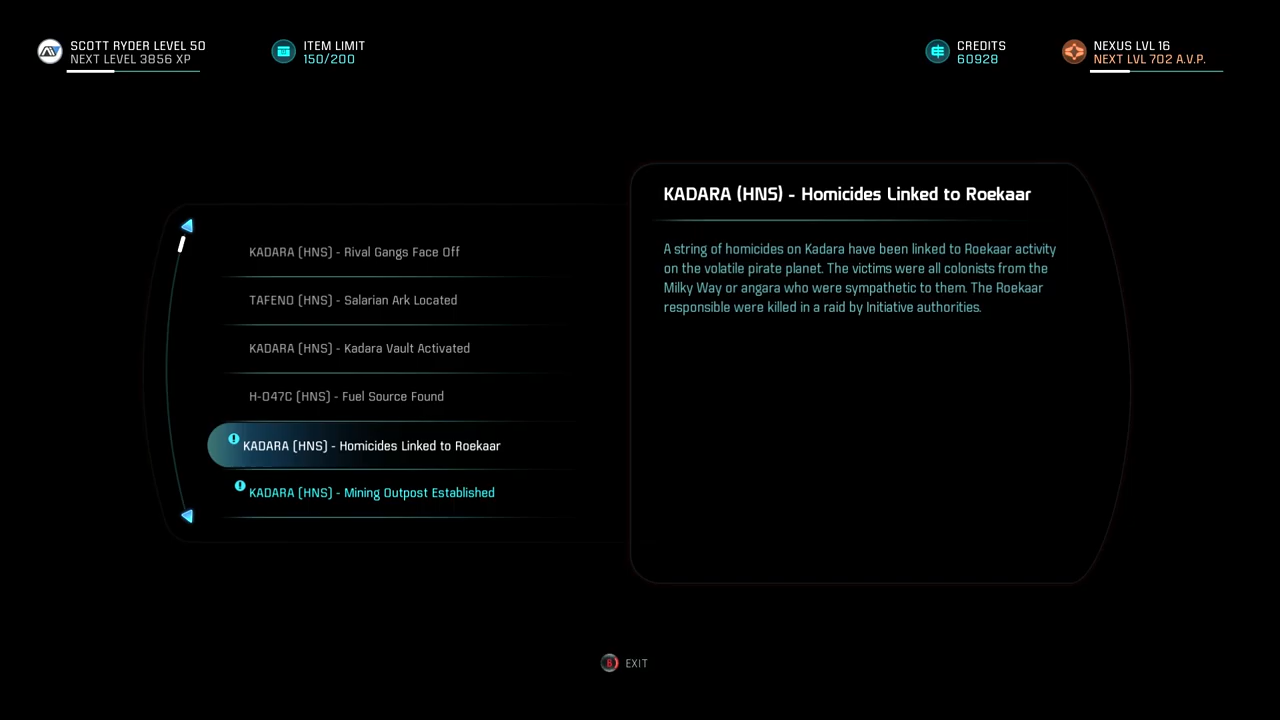 SCOTT RYDER LEVEL 50
NEXT LEVEL 3856 XP
ITEM LIMIT
150/200
CREDITS
60928
NEXUS LVL 16
NEXT LVL 702 A.V.P.
KADARA (HNS) - Rival Gangs Face Off
TAFENO (HNS) - Salarian Ark Located
KADARA (HNS) - Kadara Vault Activated
H-047C (HNS) - Fuel Source Found
KADARA (HNS) - Homicides Linked to Roekaar
KADARA (HNS) - Mining Outpost Established
KADARA (HNS) - Homicides Linked to Roekaar
A string of homicides on Kadara have been linked to Roekaar activity
on the volatile pirate planet. The victims were all colonists from the
Milky Way or angara who were sympathetic to them. The Roekaar
responsible were killed in a raid by Initiative authorities.
B EXIT